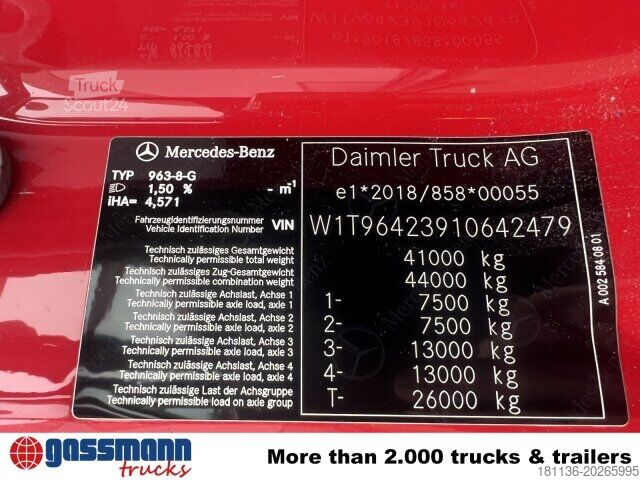 Truck
Scout24
Mercedes-Benz
Daimler Truck AG
TYP 963-8-G
1,50 % - m¹
iHA= 4,571
e1*2018/858*00055
Fahrzeugidentifizierungsnummer
Vehicle Identification Number VIN
W1T96423910642479
Technisch zulässiges Gesamtgewicht
Technically permissible total weight
41000 kg
Technisch zulässiges Zug-Gesamtgewicht
Technically permissible combination weight
44000 kg
Technisch zulässige Achslast, Achse 1
Technically permissible axle load, axle 1
1- 7500 kg
Technisch zulässige Achslast, Achse 2
Technically permissible axle load, axle 2
2- 7500 kg
Technisch zulässige Achslast, Achse 3
Technically permissible axle load, axle 3
3- 13000 kg
Technisch zulässige Achslast, Achse 4
Technically permissible axle load, axle 4
4- 13000 kg
Technisch zulässige Last der Achsgruppe
Technically permissible load on axle group
T- 26000 kg
A 002 584 08 01
gassmann
trucks
More than 2.000 trucks & trailers
181136-20265995